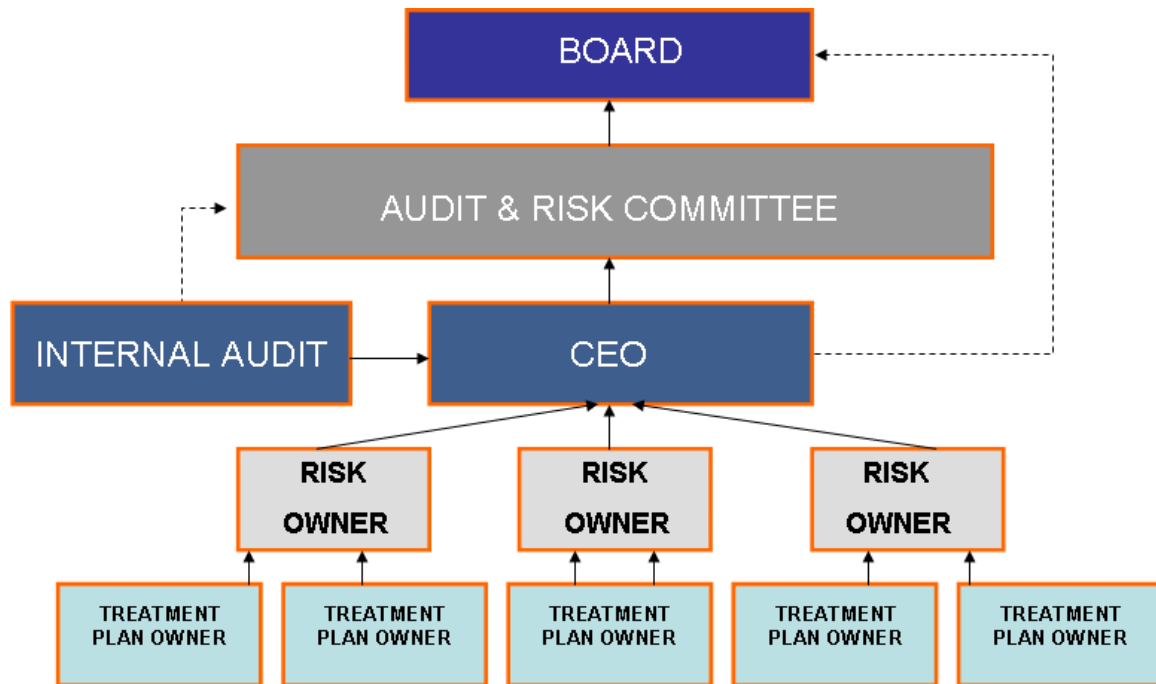 BOARD
AUDIT & RISK COMMITTEE
INTERNAL AUDIT
CEO
RISK
OWNER
RISK
OWNER
RISK
OWNER
TREATMENT
PLAN OWNER
TREATMENT
PLAN OWNER
TREATMENT
PLAN OWNER
TREATMENT
PLAN OWNER
TREATMENT
PLAN OWNER